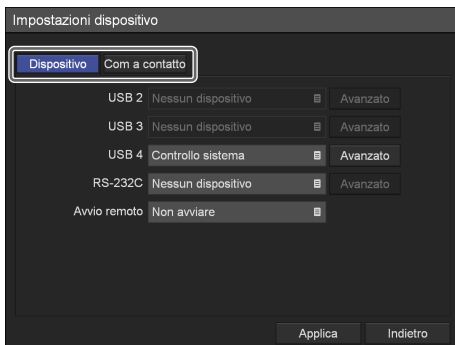 Impostazioni dispositivo
Dispositivo Com a contatto
USB 2 Nessun dispositivo Avanzato
USB 3 Nessun dispositivo Avanzato
USB 4 Controllo sistema Avanzato
RS-232C Nessun dispositivo Avanzato
Avvio remoto Non avviare
Applica Indietro